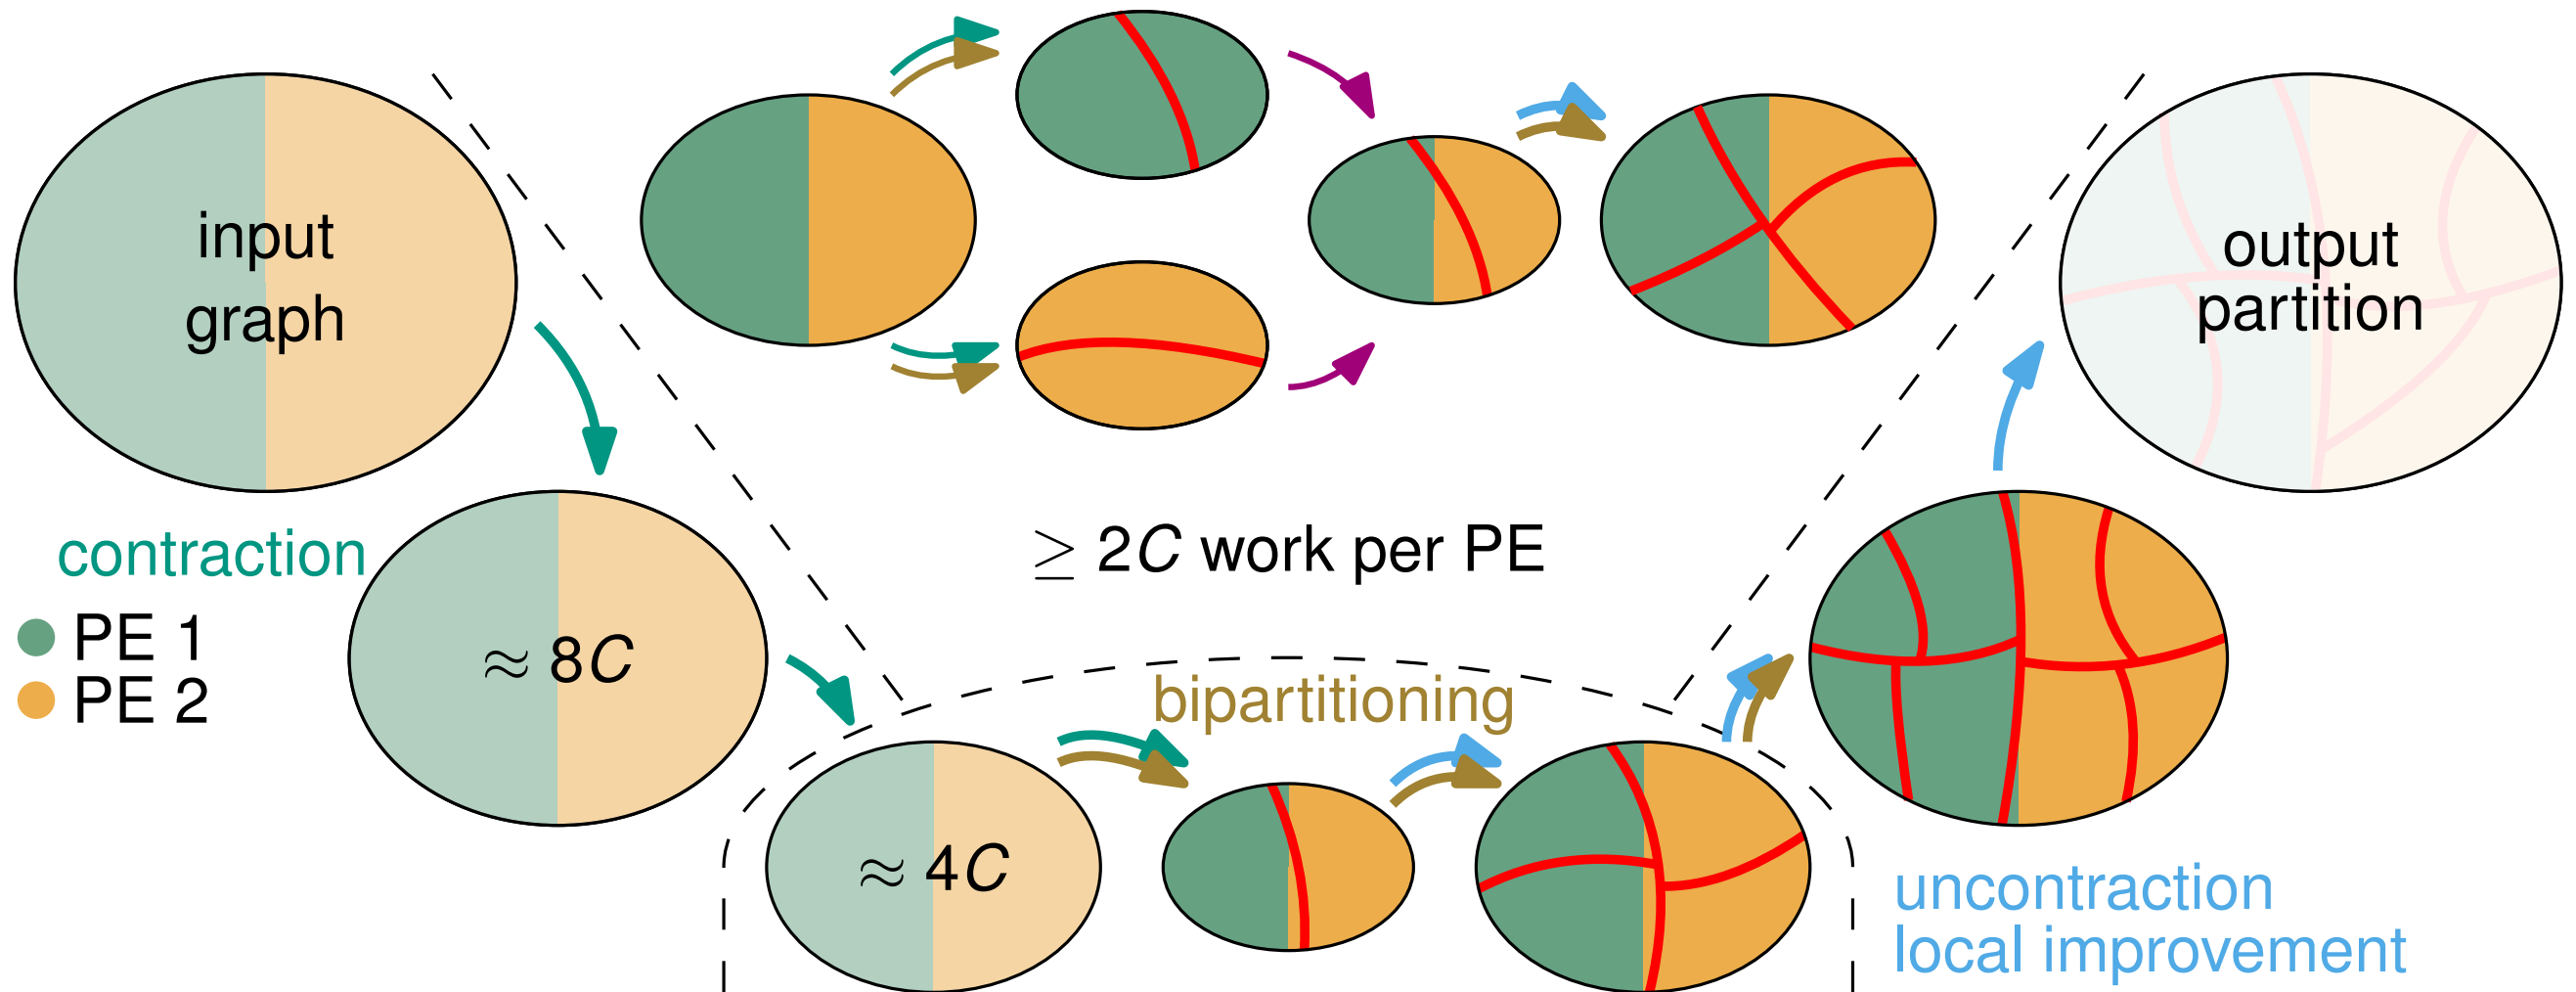 input
graph
output
partition
contraction
≥ 2C work per PE
PE 1
≈ 8C
PE 2
bipartitioning
≈ 4C
uncontraction
local improvement